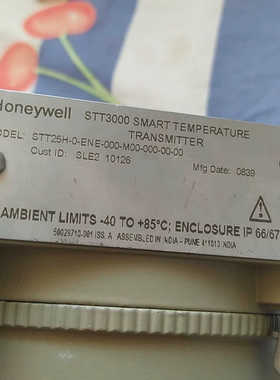 Honeywell STT3000 SMART TEMPERATURE
TRANSMITTER
MODEL: STT25H-0-ENE-000-M00-000-00-00
Cust ID: SLE2 10126
Mfg Date: 0839
AMBIENT LIMITS -40 TO +85°C; ENCLOSURE IP 66/67
ASSEMBLED IN INDIA - PUNE 411013 INDIA